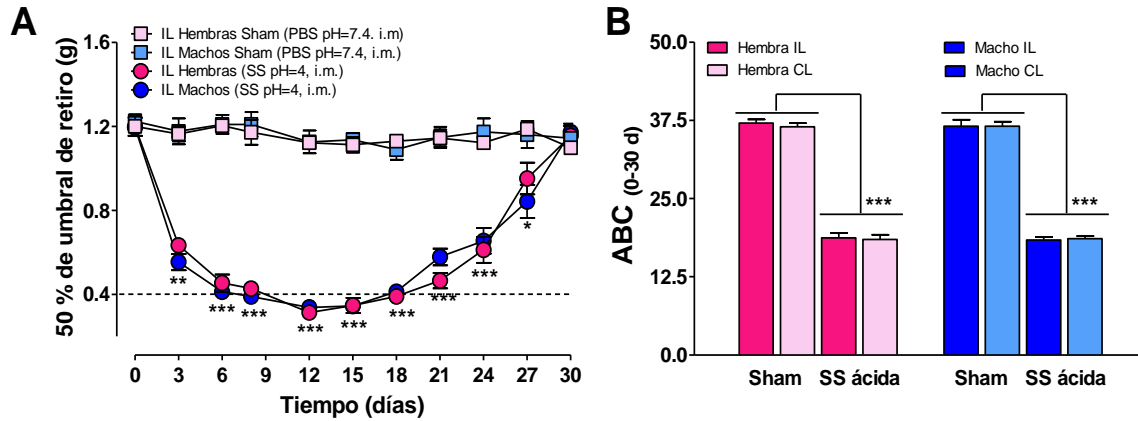 A
IL Hembras Sham (PBS pH=7.4. i.m)
IL Machos Sham (PBS pH=7.4, i.m.)
IL Hembras (SS pH=4, i.m.)
IL Machos (SS pH=4, i.m.)
50 % de umbral de retiro (g)
1.6
1.2
0.8
0.4
** *** *** *** *** *** *** *** *
0 3 6 9 12 15 18 21 24 27 30
Tiempo (días)
B
Hembra IL
Hembra CL
Macho IL
Macho CL
ABC (0-30 d)
50.0
37.5
25.0
12.5
0.0
*** ***
Sham SS ácida Sham SS ácida